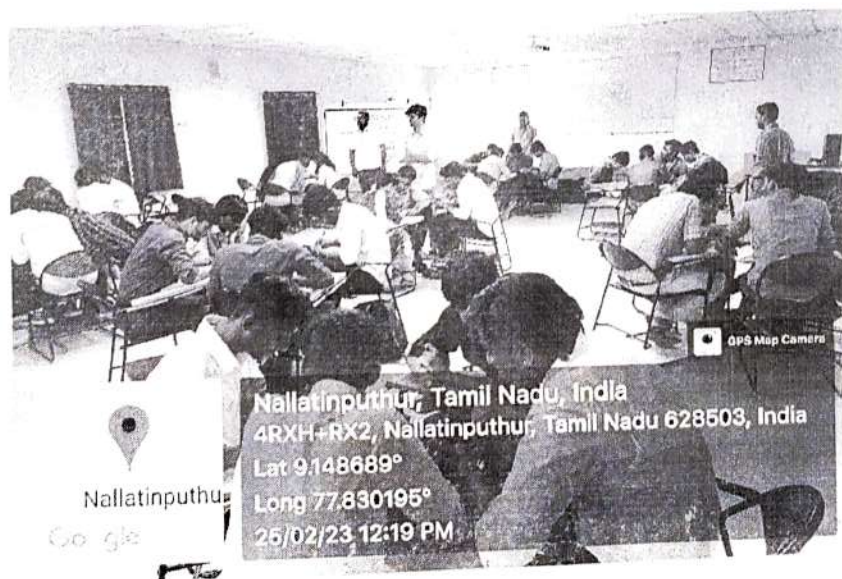 GPS Map Camera
Nallatinputhur, Tamil Nadu, India
4RXH+RX2, Nallatinputhur, Tamil Nadu 628503, India
Lat 9.148689°
Long 77.830195°
25/02/23 12:19 PM
Nallatinputhu
Google